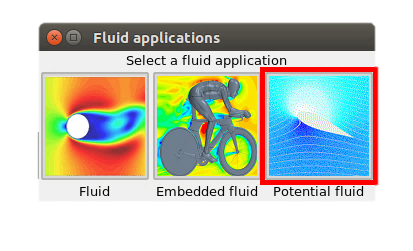 Fluid applications
Select a fluid application
Fluid
Embedded fluid
Potential fluid